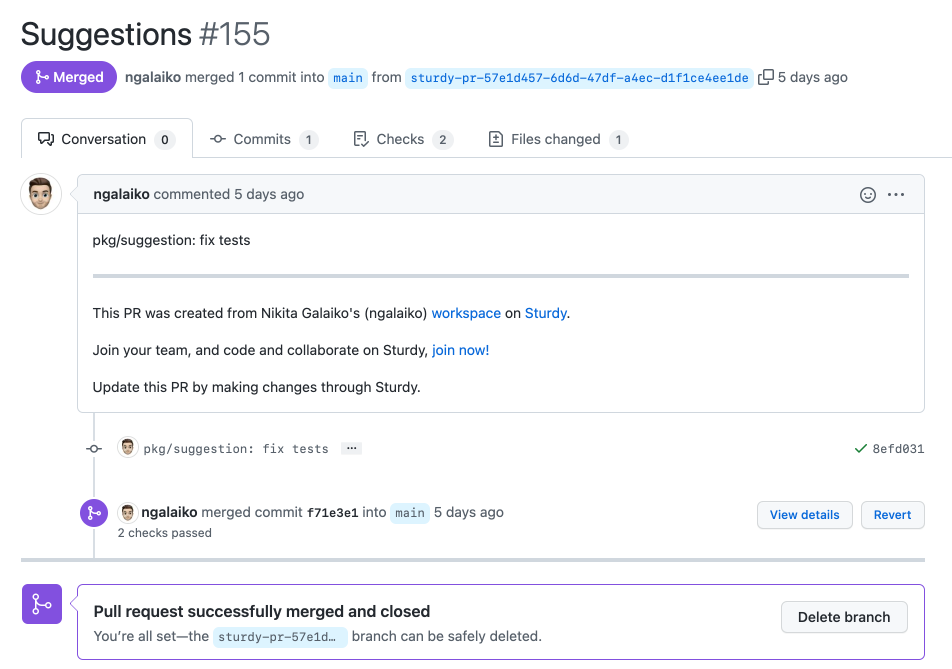 Suggestions #155
Merged ngalaiko merged 1 commit into main from sturdy-pr-57e1d457-6d6d-47df-a4ec-d1f1ce4ee1de 5 days ago
Conversation 0 Commits 1 Checks 2 Files changed 1
ngalaiko commented 5 days ago
pkg/suggestion: fix tests
This PR was created from Nikita Galaiko's (ngalaiko) workspace on Sturdy.
Join your team, and code and collaborate on Sturdy, join now!
Update this PR by making changes through Sturdy.
pkg/suggestion: fix tests ... 8efd031
ngalaiko merged commit f71e3e1 into main 5 days ago View details Revert
2 checks passed
Pull request successfully merged and closed
You’re all set—the sturdy-pr-57e1d… branch can be safely deleted. Delete branch